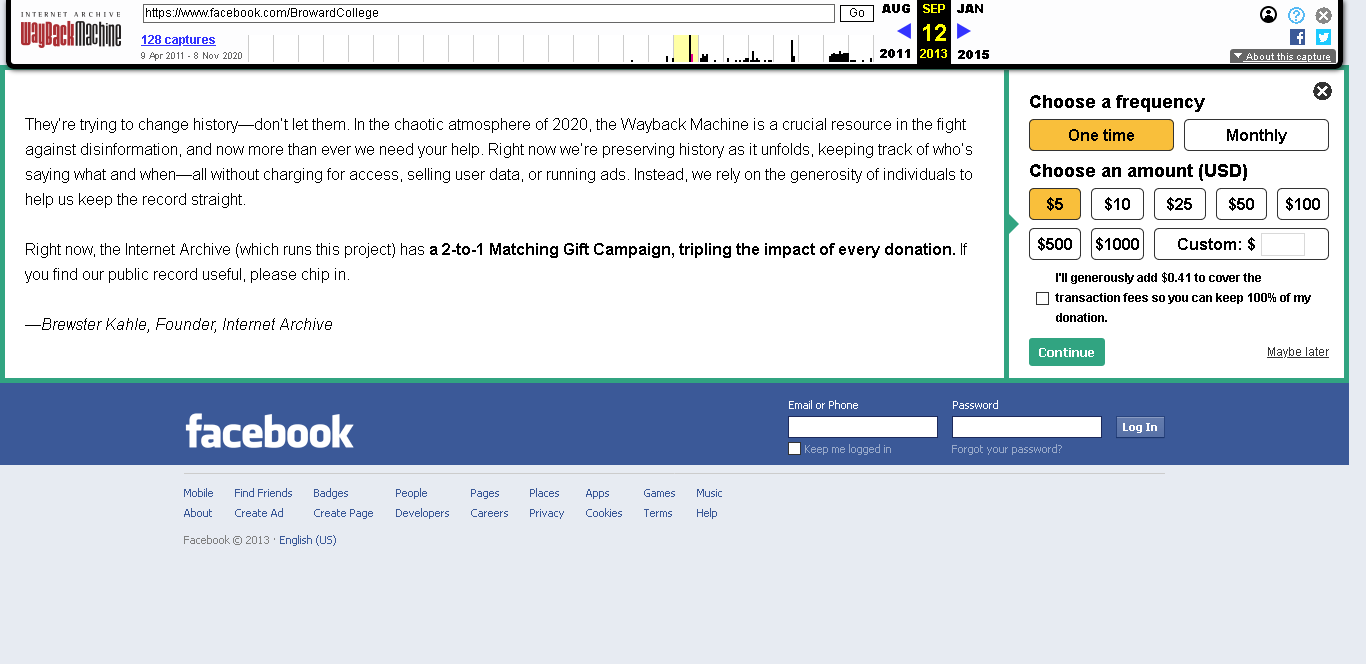 INTERNET ARCHIVE
WayBackMachine
https://www.facebook.com/BrowardCollege
Go
128 captures
9 Apr 2011 - 8 Nov 2020
AUG SEP JAN
12
2011 2013 2015
About this capture
They're trying to change history—don't let them. In the chaotic atmosphere of 2020, the Wayback Machine is a crucial resource in the fight
against disinformation, and now more than ever we need your help. Right now we're preserving history as it unfolds, keeping track of who's
saying what and when—all without charging for access, selling user data, or running ads. Instead, we rely on the generosity of individuals to
help us keep the record straight.
Right now, the Internet Archive (which runs this project) has a 2-to-1 Matching Gift Campaign, tripling the impact of every donation. If
you find our public record useful, please chip in.
—Brewster Kahle, Founder, Internet Archive
Choose a frequency
One time Monthly
Choose an amount (USD)
$5 $10 $25 $50 $100
$500 $1000 Custom: $
I'll generously add $0.41 to cover the
transaction fees so you can keep 100% of my
donation.
Continue Maybe later
facebook
Email or Phone Password
Log In
Keep me logged in Forgot your password?
Mobile Find Friends Badges People Pages Places Apps Games Music
About Create Ad Create Page Developers Careers Privacy Cookies Terms Help
Facebook © 2013 · English (US)